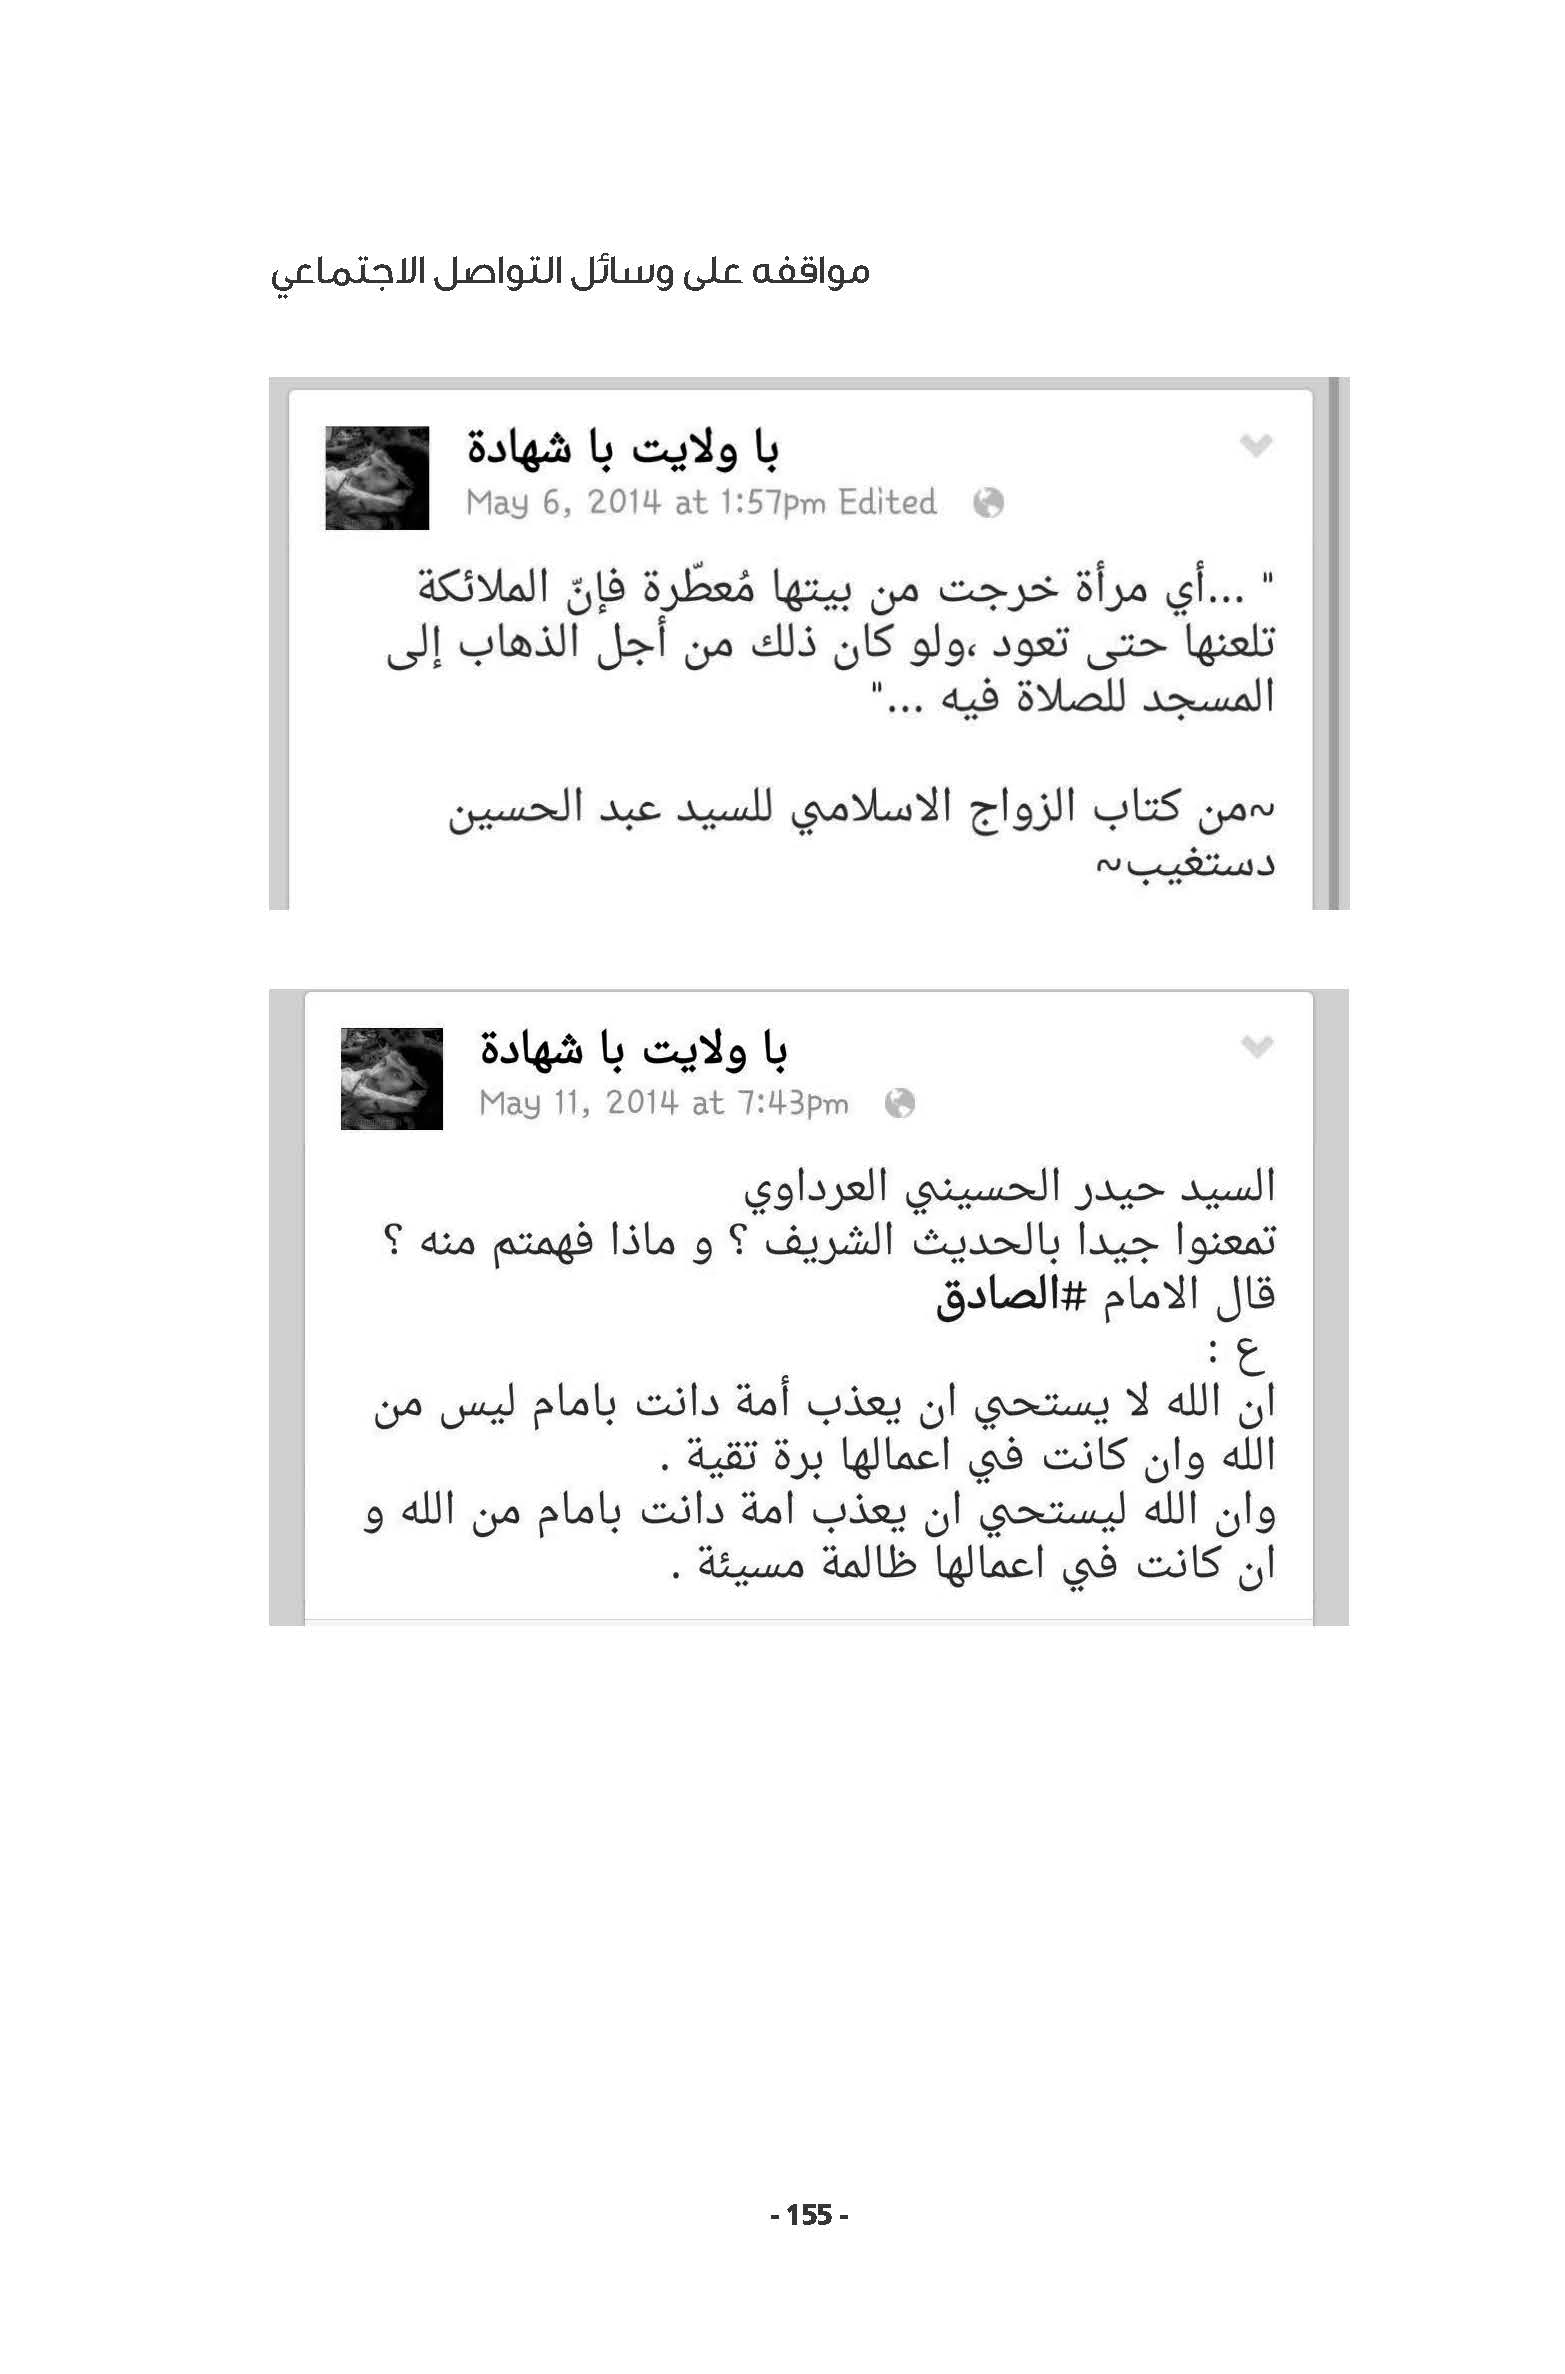 مواقفه على وسائل التواصل الاجتماعي
با ولايت با شهادة
May 6, 2014 at 1:57pm Edited
" ...أي مرأة خرجت من بيتها مُعطّرة فإنّ الملائكة
تلعنها حتى تعود ،ولو كان ذلك من أجل الذهاب إلى
المسجد للصلاة فيه ..."
~من كتاب الزواج الاسلامي للسيد عبد الحسين
دستغيب~
با ولايت با شهادة
May 11, 2014 at 7:43pm
السيد حيدر الحسيني العرداوي
تمعنوا جيدا بالحديث الشريف ؟ و ماذا فهمتم منه ؟
قال الامام #الصادق
ع :
ان الله لا يستحي ان يعذب أمة دانت بامام ليس من
الله وان كانت في اعمالها برة تقية .
وان الله ليستحي ان يعذب امة دانت بامام من الله و
ان كانت في اعمالها ظالمة مسيئة .
- 155 -